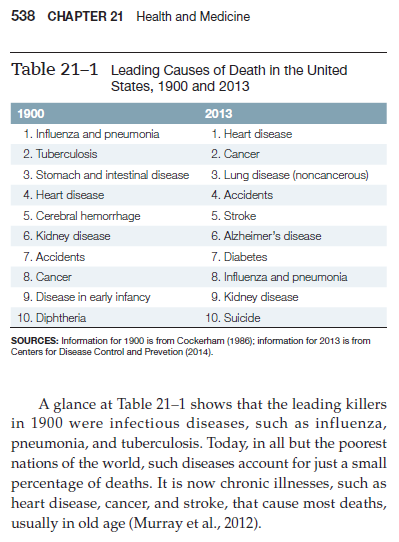 538 CHAPTER 21 Health and Medicine
Table 21–1 Leading Causes of Death in the United
States, 1900 and 2013
1900 2013
1. Influenza and pneumonia 1. Heart disease
2. Tuberculosis 2. Cancer
3. Stomach and intestinal disease 3. Lung disease (noncancerous)
4. Heart disease 4. Accidents
5. Cerebral hemorrhage 5. Stroke
6. Kidney disease 6. Alzheimer's disease
7. Accidents 7. Diabetes
8. Cancer 8. Influenza and pneumonia
9. Disease in early infancy 9. Kidney disease
10. Diphtheria 10. Suicide
SOURCES: Information for 1900 is from Cockerham (1986); information for 2013 is from
Centers for Disease Control and Prevetion (2014).
A glance at Table 21–1 shows that the leading killers
in 1900 were infectious diseases, such as influenza,
pneumonia, and tuberculosis. Today, in all but the poorest
nations of the world, such diseases account for just a small
percentage of deaths. It is now chronic illnesses, such as
heart disease, cancer, and stroke, that cause most deaths,
usually in old age (Murray et al., 2012).